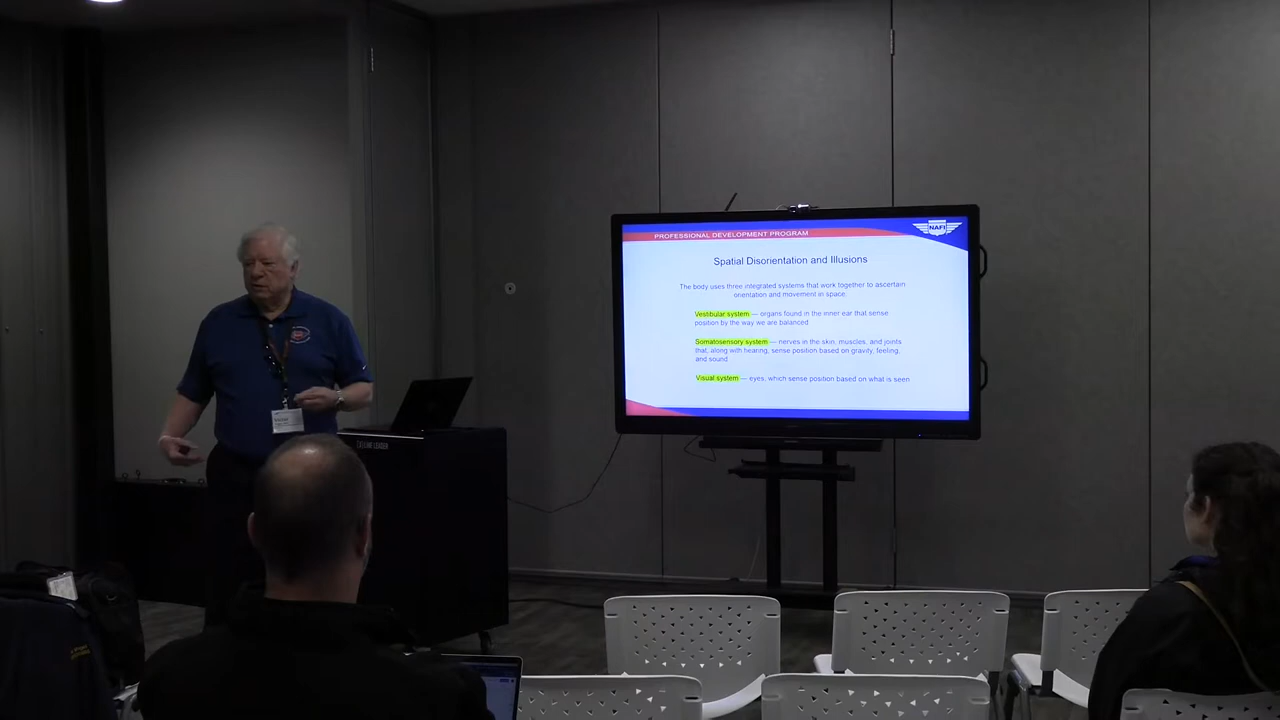 PROFESSIONAL DEVELOPMENT PROGRAM
NAFI
Spatial Disorientation and Illusions
The body uses three integrated systems that work together to ascertain
orientation and movement in space.
Vestibular system — organs found in the inner ear that sense
position by the way we are balanced
Somatosensory system — nerves in the skin, muscles, and joints
that, along with hearing, sense position based on gravity, feeling,
and sound
Visual system — eyes, which sense position based on what is seen